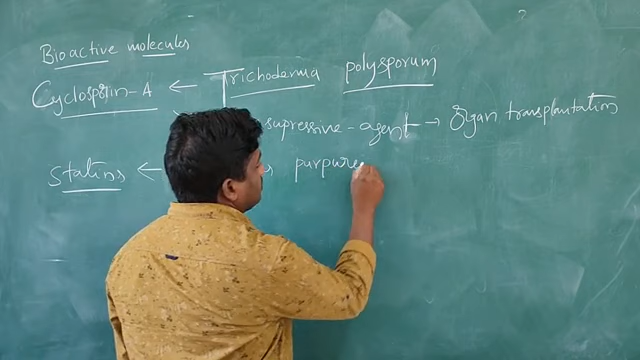 Bioactive molecules
Cyclosporin-A ← Trichoderma polysporum
supressive-agent → Organ transplantation
Statins ← purpure